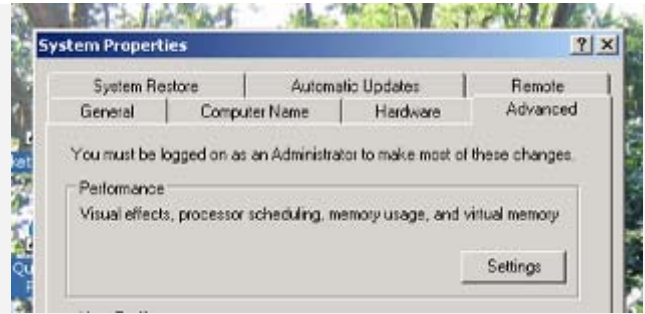 System Properties
System Restore Automatic Updates Remote
General Computer Name Hardware Advanced
You must be logged on as an Administrator to make most of these changes.
Performance
Visual effects, processor scheduling, memory usage, and virtual memory
Settings